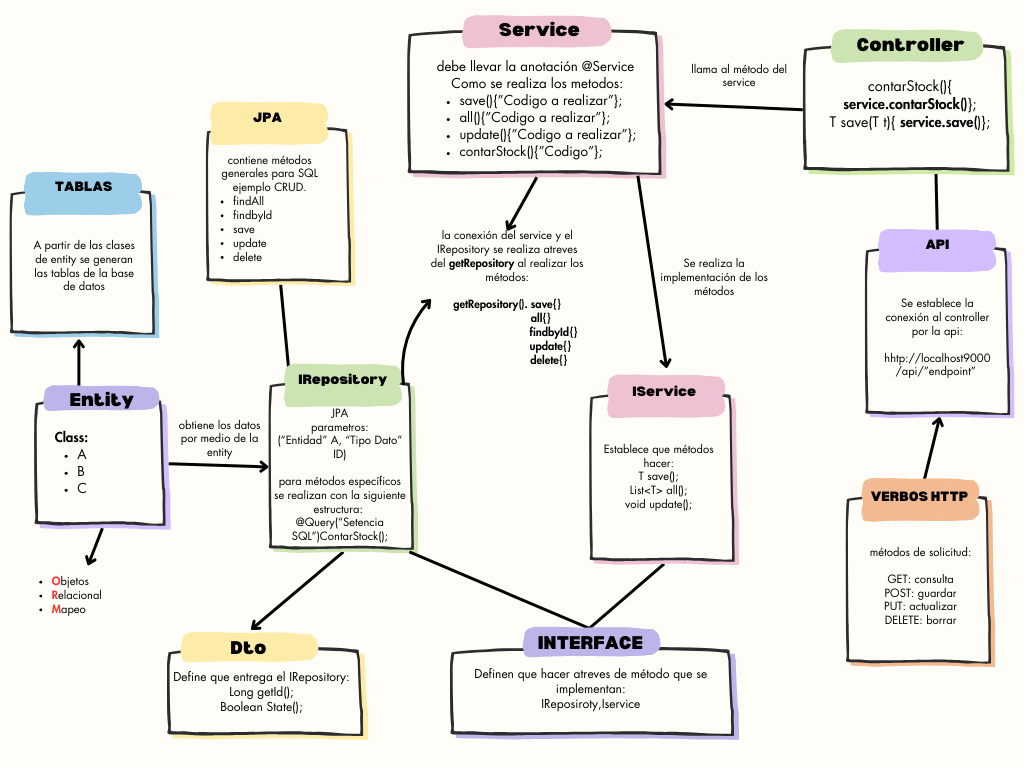 Service
debe llevar la anotación @Service
Como se realiza los metodos:
save(){"Codigo a realizar"};
all(){"Codigo a realizar"};
update(){"Codigo a realizar"};
contarStock(){"Codigo"};
llama al método del
service
Controller
contarStock(){
service.contarStock()};
T save(T t){ service.save()};
JPA
contiene métodos
generales para SQL
ejemplo CRUD.
findAll
findbyId
save
update
delete
TABLAS
A partir de las clases
de entity se generan
las tablas de la base
de datos
la conexión del service y el
IRepository se realiza atreves
del getRepository al realizar los
métodos:
getRepository(). save{}
all{}
findbyId{}
update{}
delete{}
Se realiza la
implementación de los
métodos
API
Se establece la
conexión al controller
por la api:
hhtp://localhost9000
/api/"endpoint"
Entity
Class:
A
B
C
obtiene los datos
por medio de la
entity
IRepository
JPA
parametros:
("Entidad" A, "Tipo Dato"
ID)
para métodos específicos
se realizan con la siguiente
estructura:
@Query("Setencia
SQL")ContarStock();
IService
Establece que métodos
hacer:
T save();
List<T> all();
void update();
VERBOS HTTP
métodos de solicitud:
GET: consulta
POST: guardar
PUT: actualizar
DELETE: borrar
Objetos
Relacional
Mapeo
Dto
Define que entrega el IRepository:
Long getId();
Boolean State();
INTERFACE
Definen que hacer atreves de método que se
implementan:
IReposiroty,Iservice